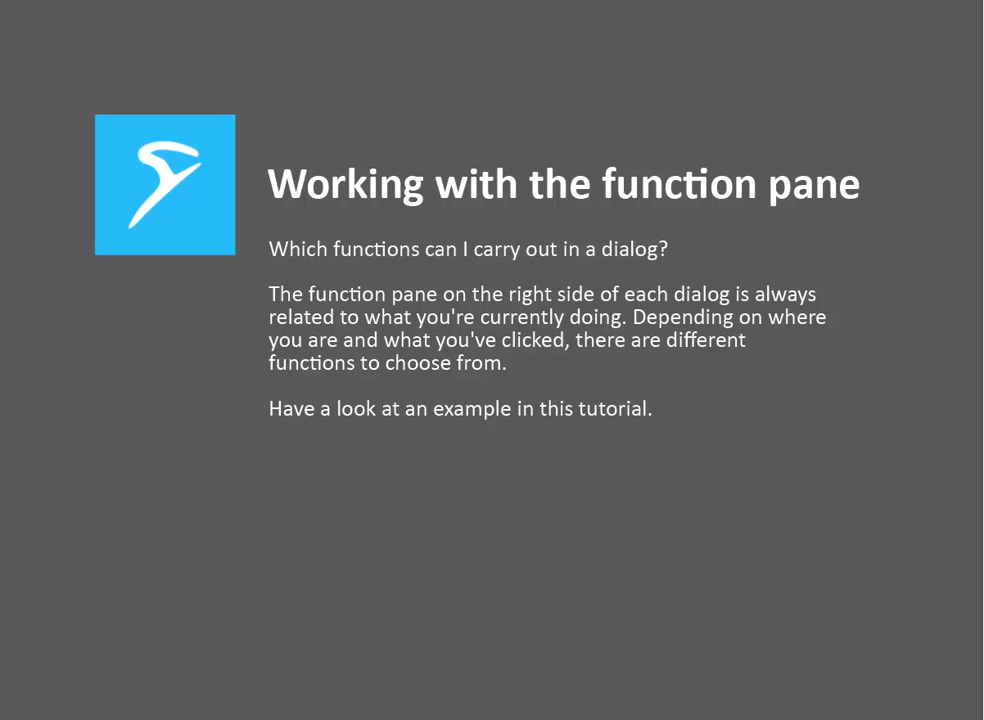 Working with the function pane
Which functions can I carry out in a dialog?
The function pane on the right side of each dialog is always
related to what you're currently doing. Depending on where
you are and what you've clicked, there are different
functions to choose from.
Have a look at an example in this tutorial.